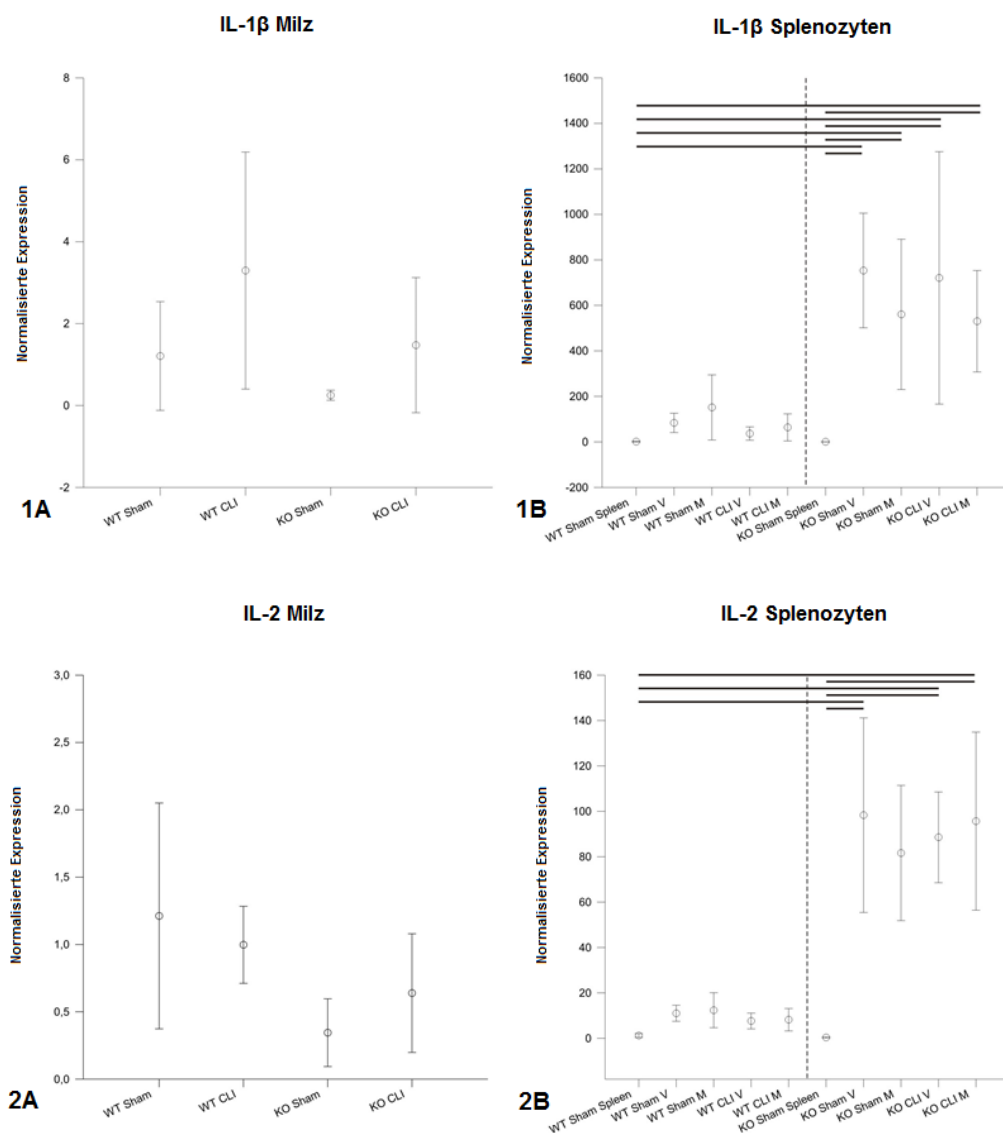 IL-1β Milz
IL-1β Splenozyten
Normalisierte Expression
8
6
4
2
0
-2
WT Sham
WT CLI
KO Sham
KO CLI
1A
Normalisierte Expression
1600
1400
1200
1000
800
600
400
200
0
-200
WT Sham Spleen
WT Sham V
WT Sham M
WT CLI V
WT CLI M
KO Sham Spleen
KO Sham V
KO Sham M
KO CLI V
KO CLI M
1B
IL-2 Milz
IL-2 Splenozyten
Normalisierte Expression
3,0
2,5
2,0
1,5
1,0
0,5
0,0
WT Sham
WT CLI
KO Sham
KO CLI
2A
Normalisierte Expression
160
140
120
100
80
60
40
20
0
WT Sham Spleen
WT Sham V
WT Sham M
WT CLI V
WT CLI M
KO Sham Spleen
KO Sham V
KO Sham M
KO CLI V
KO CLI M
2B